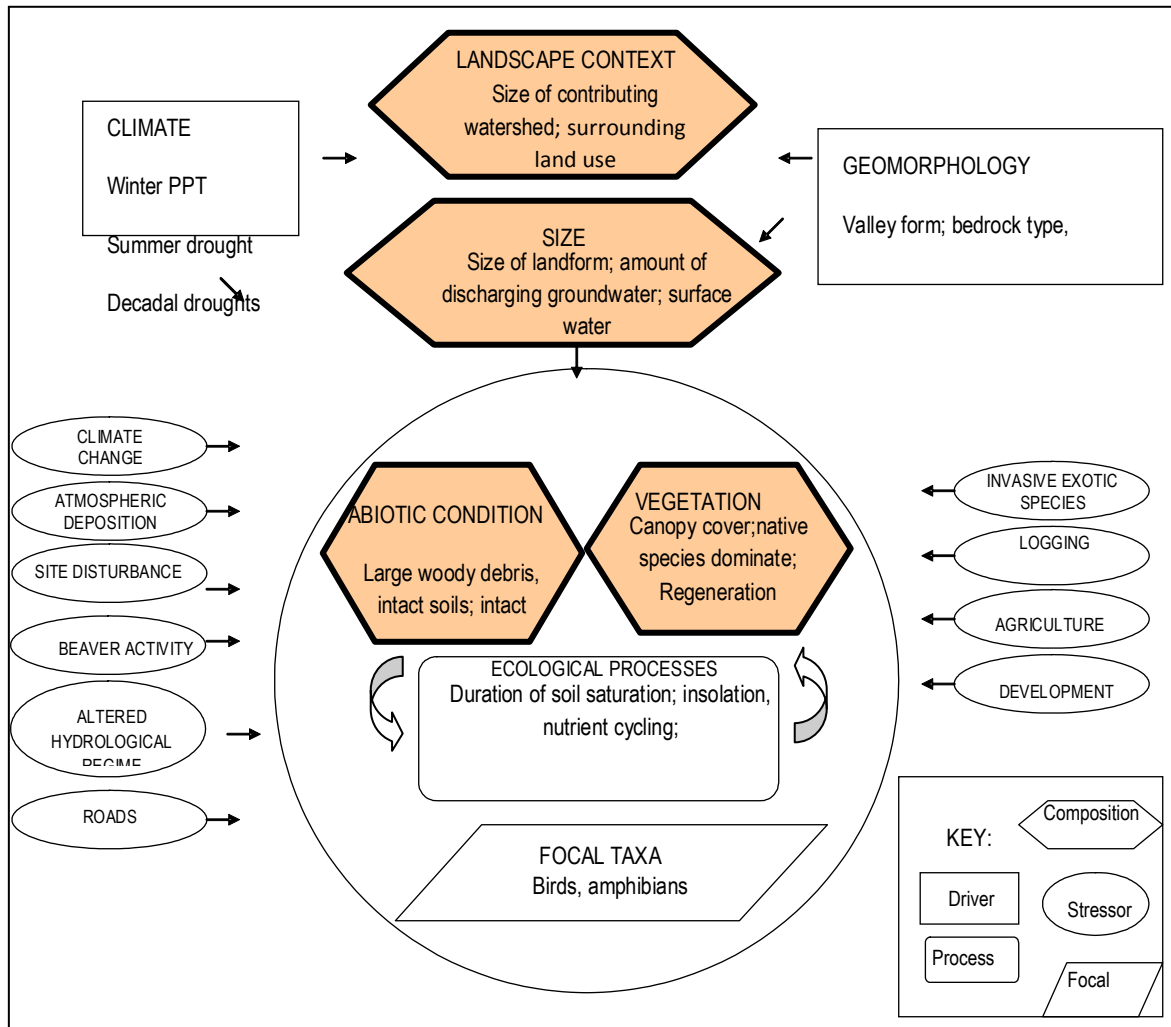 LANDSCAPE CONTEXT
Size of contributing
watershed; surrounding
land use
CLIMATE
Winter PPT
Summer drought
Decadal droughts
GEOMORPHOLOGY
Valley form; bedrock type,
SIZE
Size of landform; amount of
discharging groundwater; surface
water
CLIMATE
CHANGE
ATMOSPHERIC
DEPOSITION
SITE DISTURBANCE
BEAVER ACTIVITY
ALTERED
HYDROLOGICAL
REGIME
ROADS
ABIOTIC CONDITION
Large woody debris,
intact soils; intact
VEGETATION
Canopy cover;native
species dominate;
Regeneration
ECOLOGICAL PROCESSES
Duration of soil saturation; insolation,
nutrient cycling;
FOCAL TAXA
Birds, amphibians
INVASIVE EXOTIC
SPECIES
LOGGING
AGRICULTURE
DEVELOPMENT
KEY:
Composition
Driver
Stressor
Process
Focal